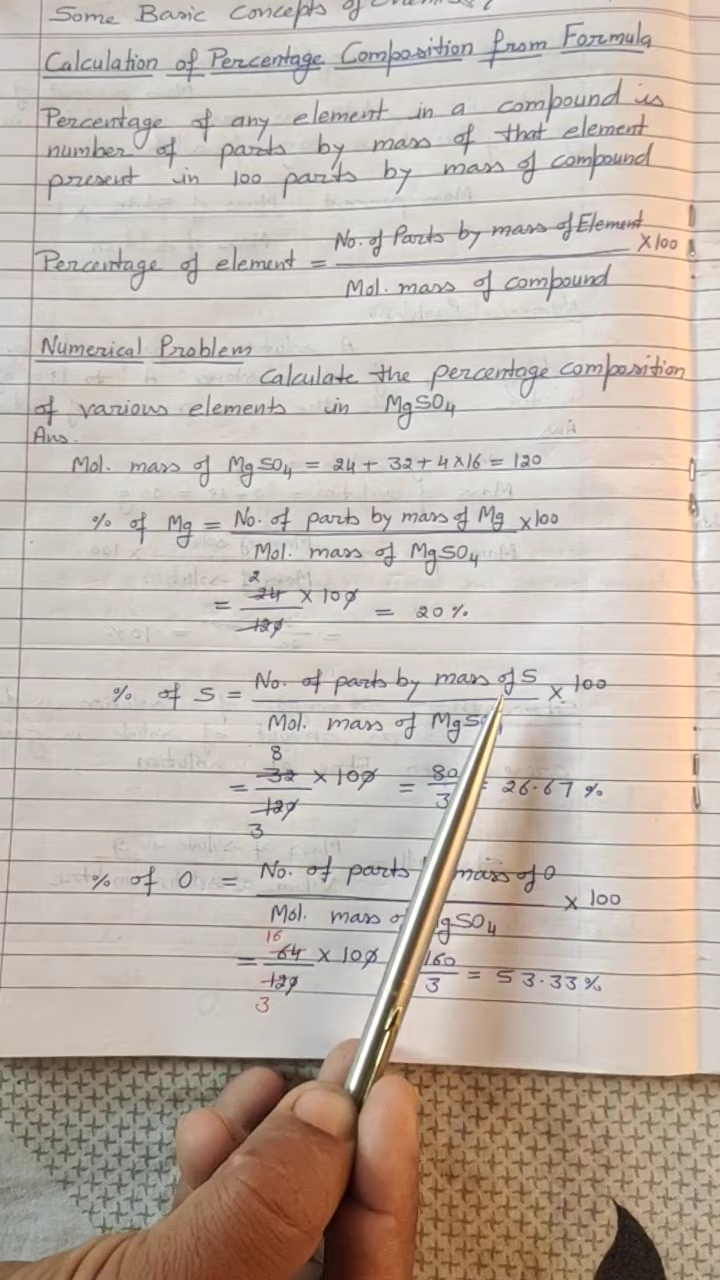 Some Basic Concepts of
Calculation of Percentage Composition from Formula
Percentage of any element in a compound is
number of parts by mass of that element
present in 100 parts by mass of compound
Percentage of element = No. of Parts by mass of Element × 100
Mol. mass of compound
Numerical Problem
Calculate the percentage composition
of various elements in MgSO4
Ans.
Mol. mass of MgSO4 = 24 + 32 + 4×16 = 120
% of Mg = No. of parts by mass of Mg ×100
Mol. mass of MgSO4
2
= 24 × 100 = 20%
120
% of S = No. of parts by mass of S × 100
Mol. mass of MgSO
8
= 32 × 100 = 80 = 26.67%
120 3
3
% of O = No. of parts mass of O × 100
Mol. mass MgSO4
16
= 64 × 100 160 = 53.33%
120 3
3